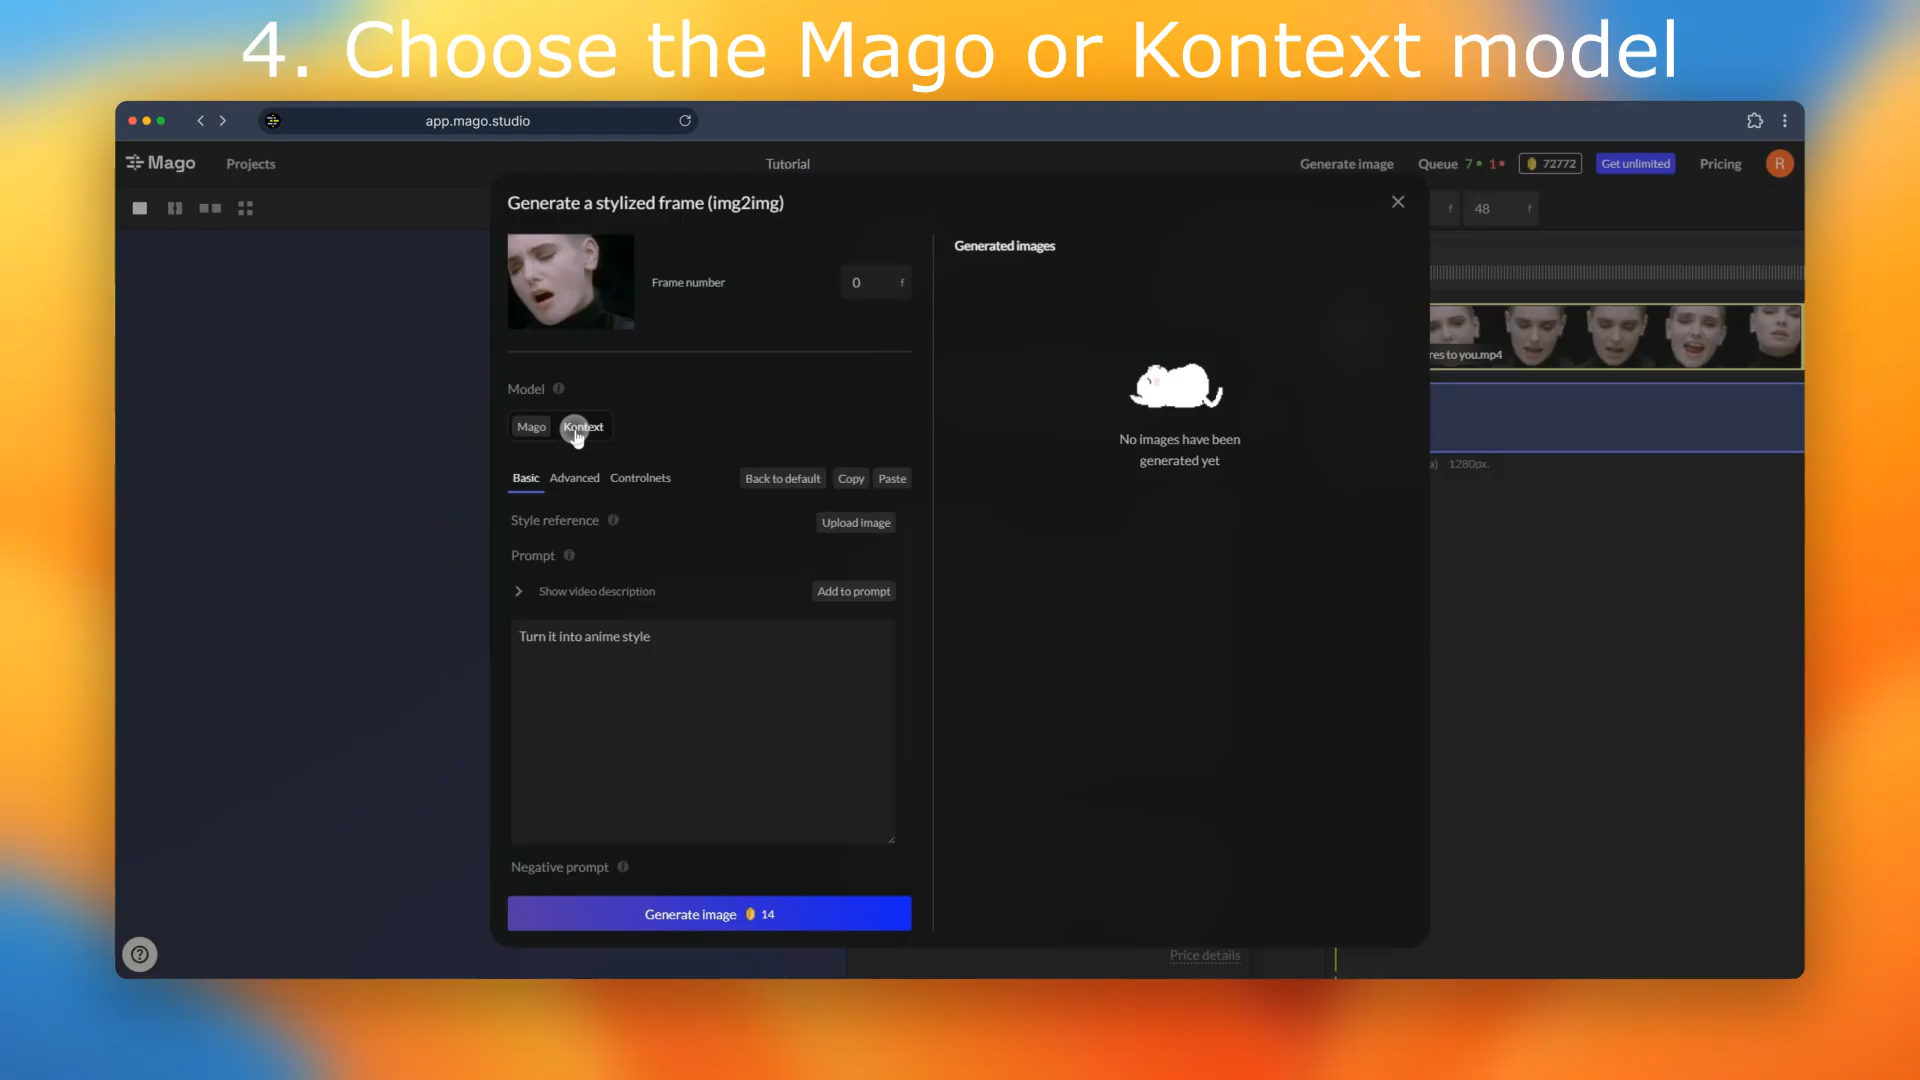 4. Choose the Mago or Kontext model
app.mago.studio
Mago
Projects
Tutorial
Generate image
Queue 7 1
72772
Get unlimited
Pricing
R
Generate a stylized frame (img2img)
f
48 f
Frame number
0 f
Generated images
res to you.mp4
Model
Mago
Kontext
No images have been
generated yet
1280px.
Basic
Advanced
Controlnets
Back to default
Copy
Paste
Style reference
Upload image
Prompt
Show video description
Add to prompt
Turn it into anime style
Negative prompt
Generate image 14
Price details